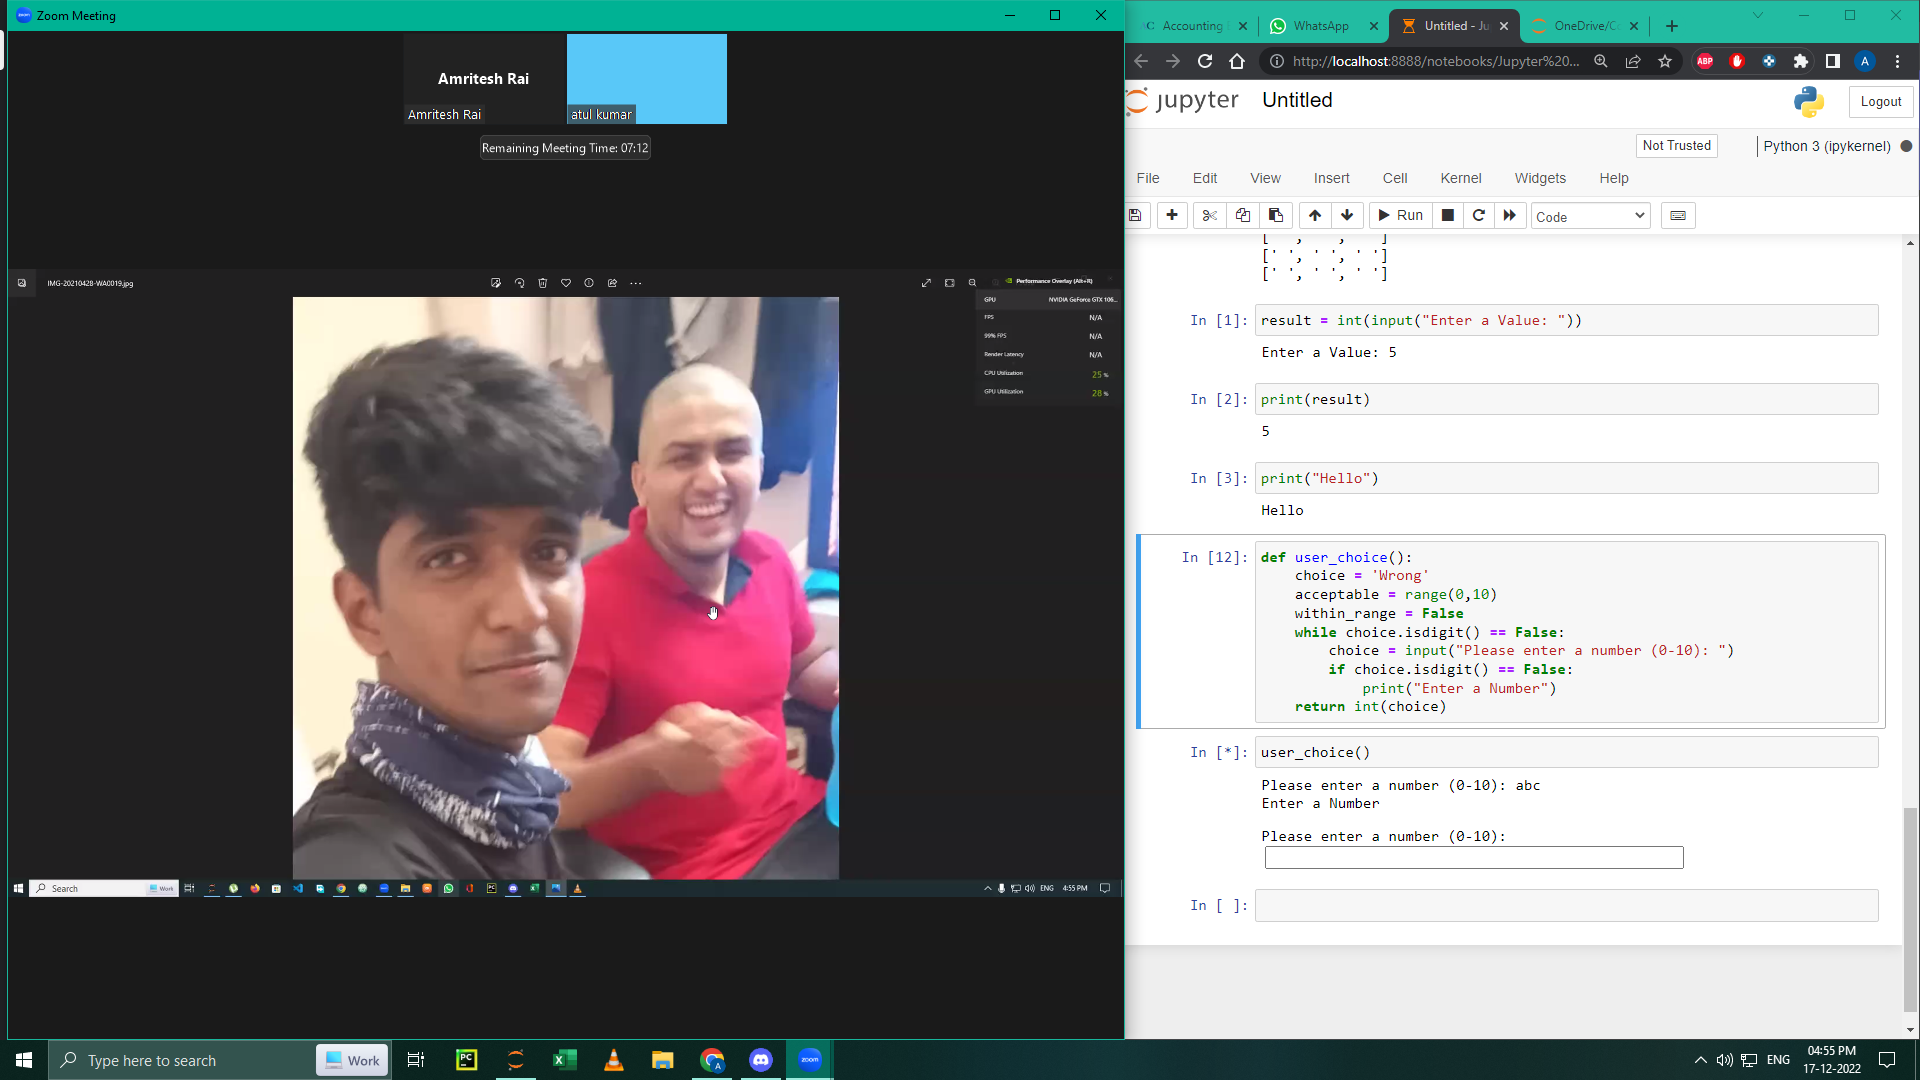 Zoom Meeting
Amritesh Rai
Amritesh Rai
atul kumar
Remaining Meeting Time: 07:12
IMG-20210428-WA0019.jpg
Performance Overlay (Alt+R)
GPU NVIDIA GeForce GTX 106...
FPS N/A
99% FPS N/A
Render Latency N/A
CPU Utilization 25 %
GPU Utilization 28 %
Search Work
ENG 4:55 PM
Accounting
WhatsApp
Untitled - Ju
OneDrive/C
http://localhost:8888/notebooks/Jupyter%20...
ABP
A
jupyter Untitled
Logout
Not Trusted
Python 3 (ipykernel)
File Edit View Insert Cell Kernel Widgets Help
Run
Code
[' ', ' ', ' ']
[' ', ' ', ' ']
In [1]: result = int(input("Enter a Value: "))
Enter a Value: 5
In [2]: print(result)
5
In [3]: print("Hello")
Hello
In [12]: def user_choice():
choice = 'Wrong'
acceptable = range(0,10)
within_range = False
while choice.isdigit() == False:
choice = input("Please enter a number (0-10): ")
if choice.isdigit() == False:
print("Enter a Number")
return int(choice)
In [*]: user_choice()
Please enter a number (0-10): abc
Enter a Number
Please enter a number (0-10):
In [ ]:
Type here to search
Work
PC
A
zoom
ENG
04:55 PM
17-12-2022